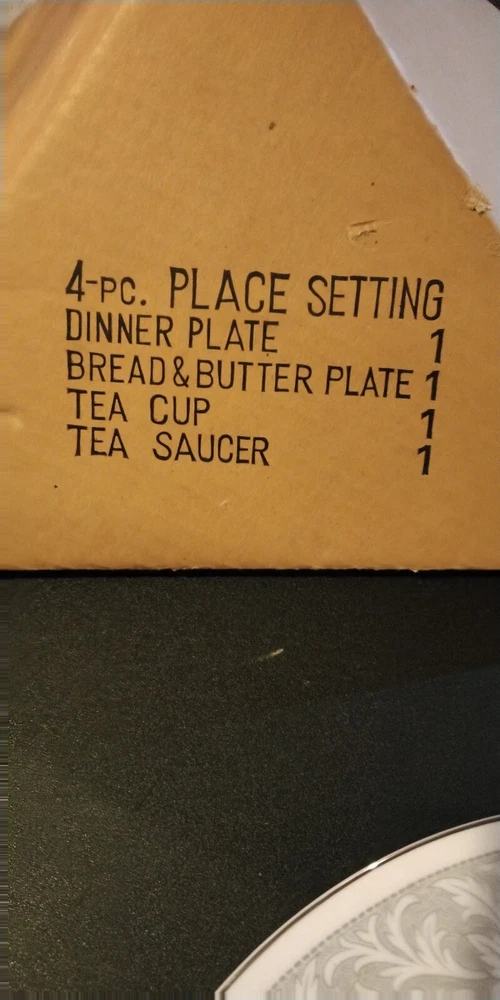 4-PC. PLACE SETTING
DINNER PLATE 1
BREAD & BUTTER PLATE 1
TEA CUP 1
TEA SAUCER 1